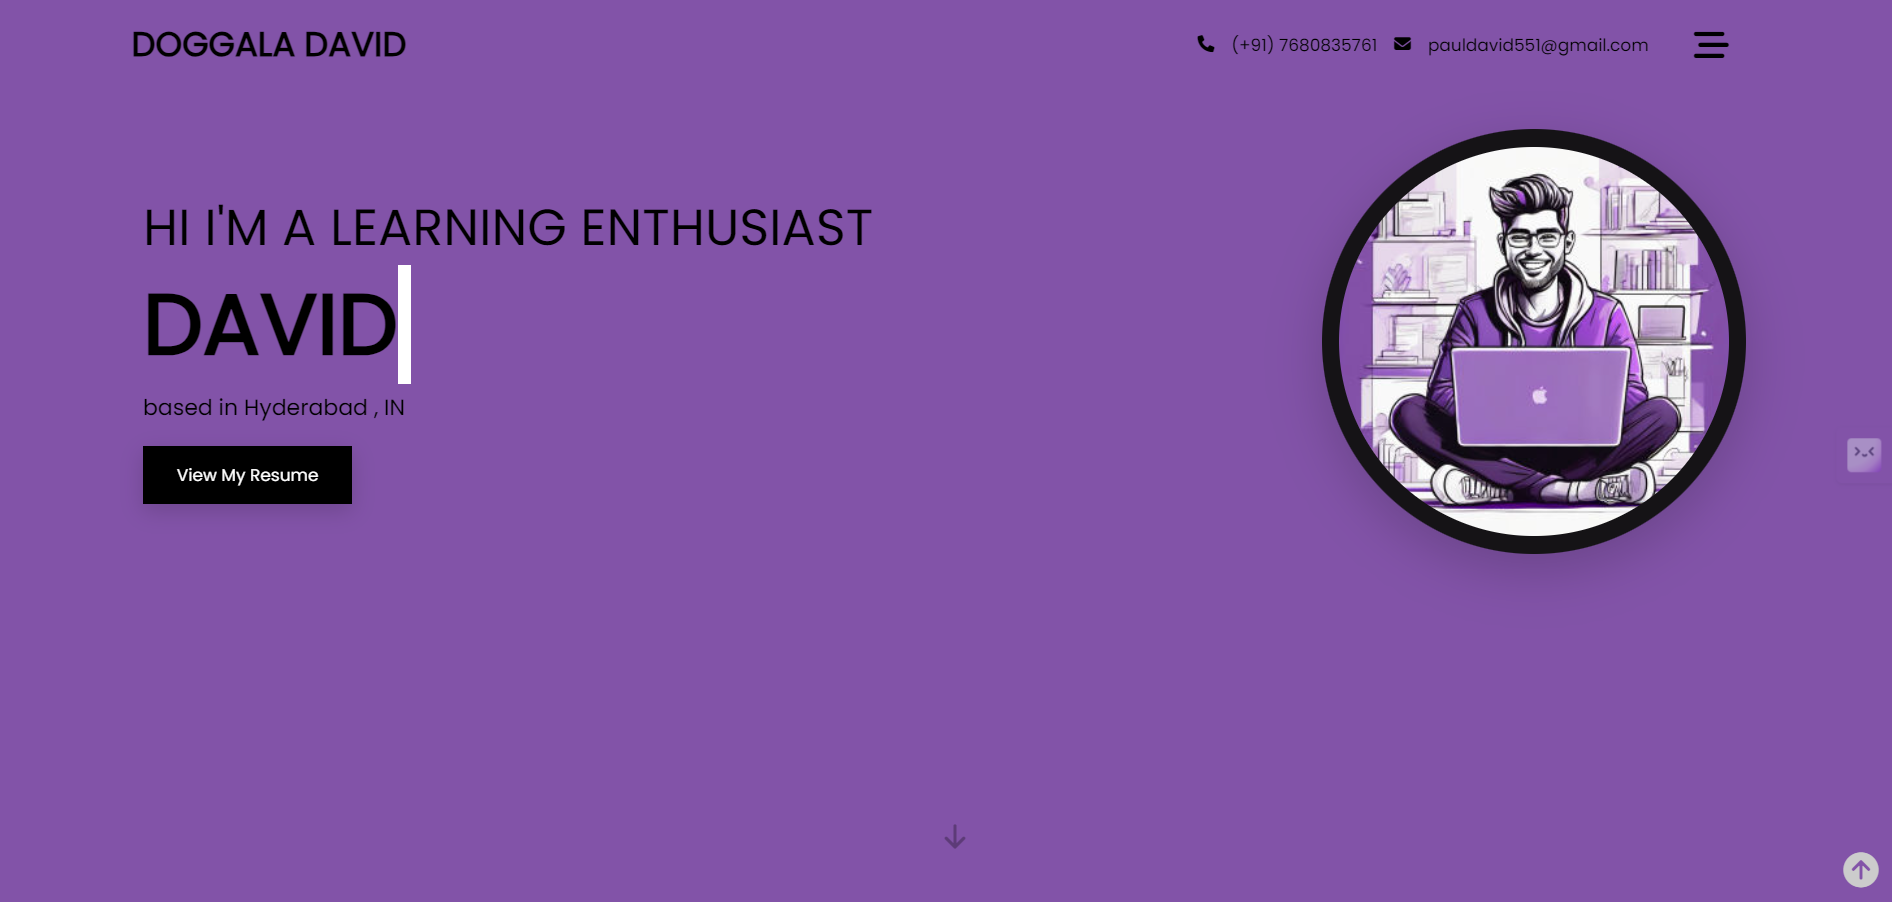 DOGGALA DAVID
(+91) 7680835761 pauldavid551@gmail.com
HI I'M A LEARNING ENTHUSIAST
DAVID
based in Hyderabad , IN
View My Resume